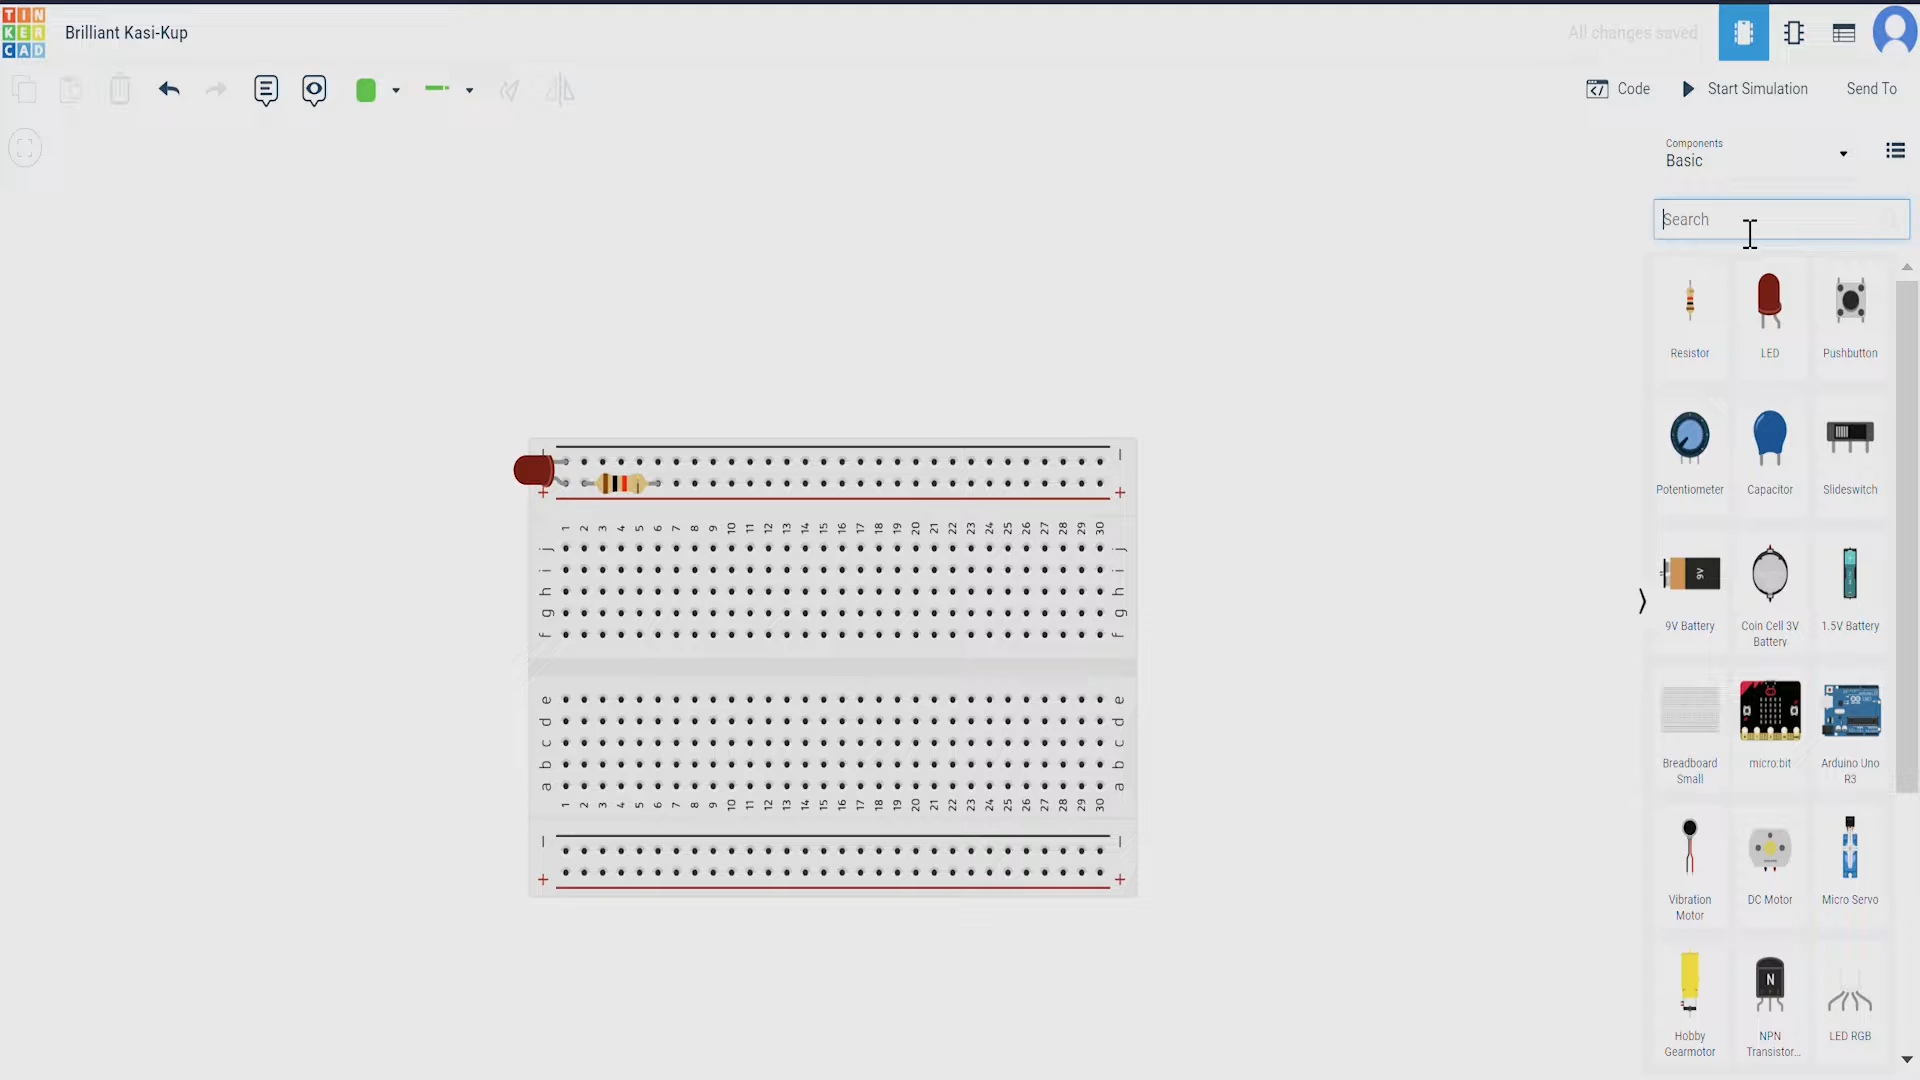 TIN
KER
CAD
Brilliant Kasi-Kup
All changes saved
Code
Start Simulation
Send To
Components
Basic
Search
Resistor
LED
Pushbutton
Potentiometer
Capacitor
Slideswitch
9V
9V Battery
Coin Cell 3V
Battery
1.5V Battery
Breadboard
Small
micro:bit
Arduino Uno
R3
Vibration
Motor
DC Motor
Micro Servo
Hobby
Gearmotor
N
NPN
Transistor...
LED RGB
+ +
1 2 3 4 5 6 7 8 9 10 11 12 13 14 15 16 17 18 19 20 21 22 23 24 25 26 27 28 29 30
j j
i i
h h
g g
f f
e e
d d
c c
b b
a a
1 2 3 4 5 6 7 8 9 10 11 12 13 14 15 16 17 18 19 20 21 22 23 24 25 26 27 28 29 30
+ +